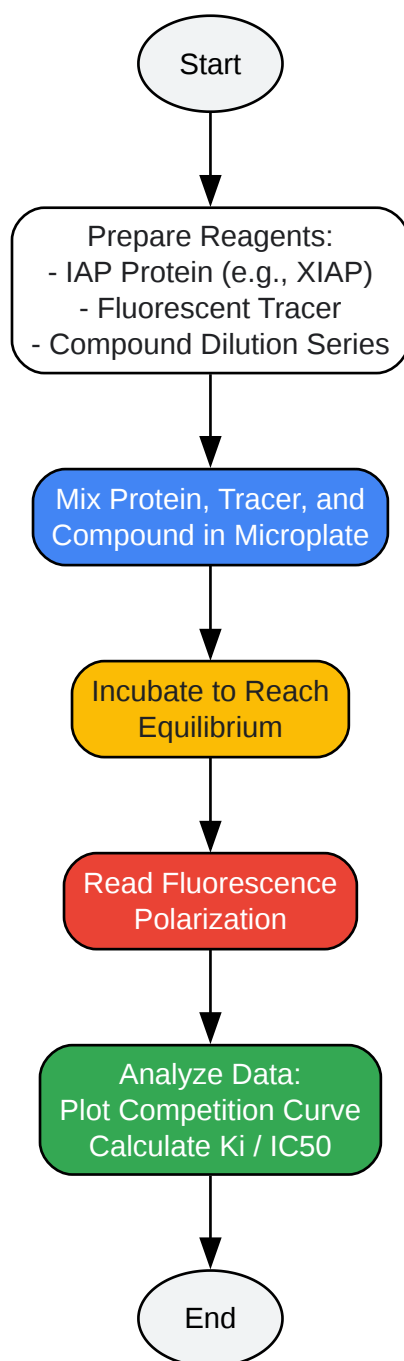 Start
Prepare Reagents:
- IAP Protein (e.g., XIAP)
- Fluorescent Tracer
- Compound Dilution Series
Mix Protein, Tracer, and
Compound in Microplate
Incubate to Reach
Equilibrium
Read Fluorescence
Polarization
Analyze Data:
Plot Competition Curve
Calculate Ki / IC50
End